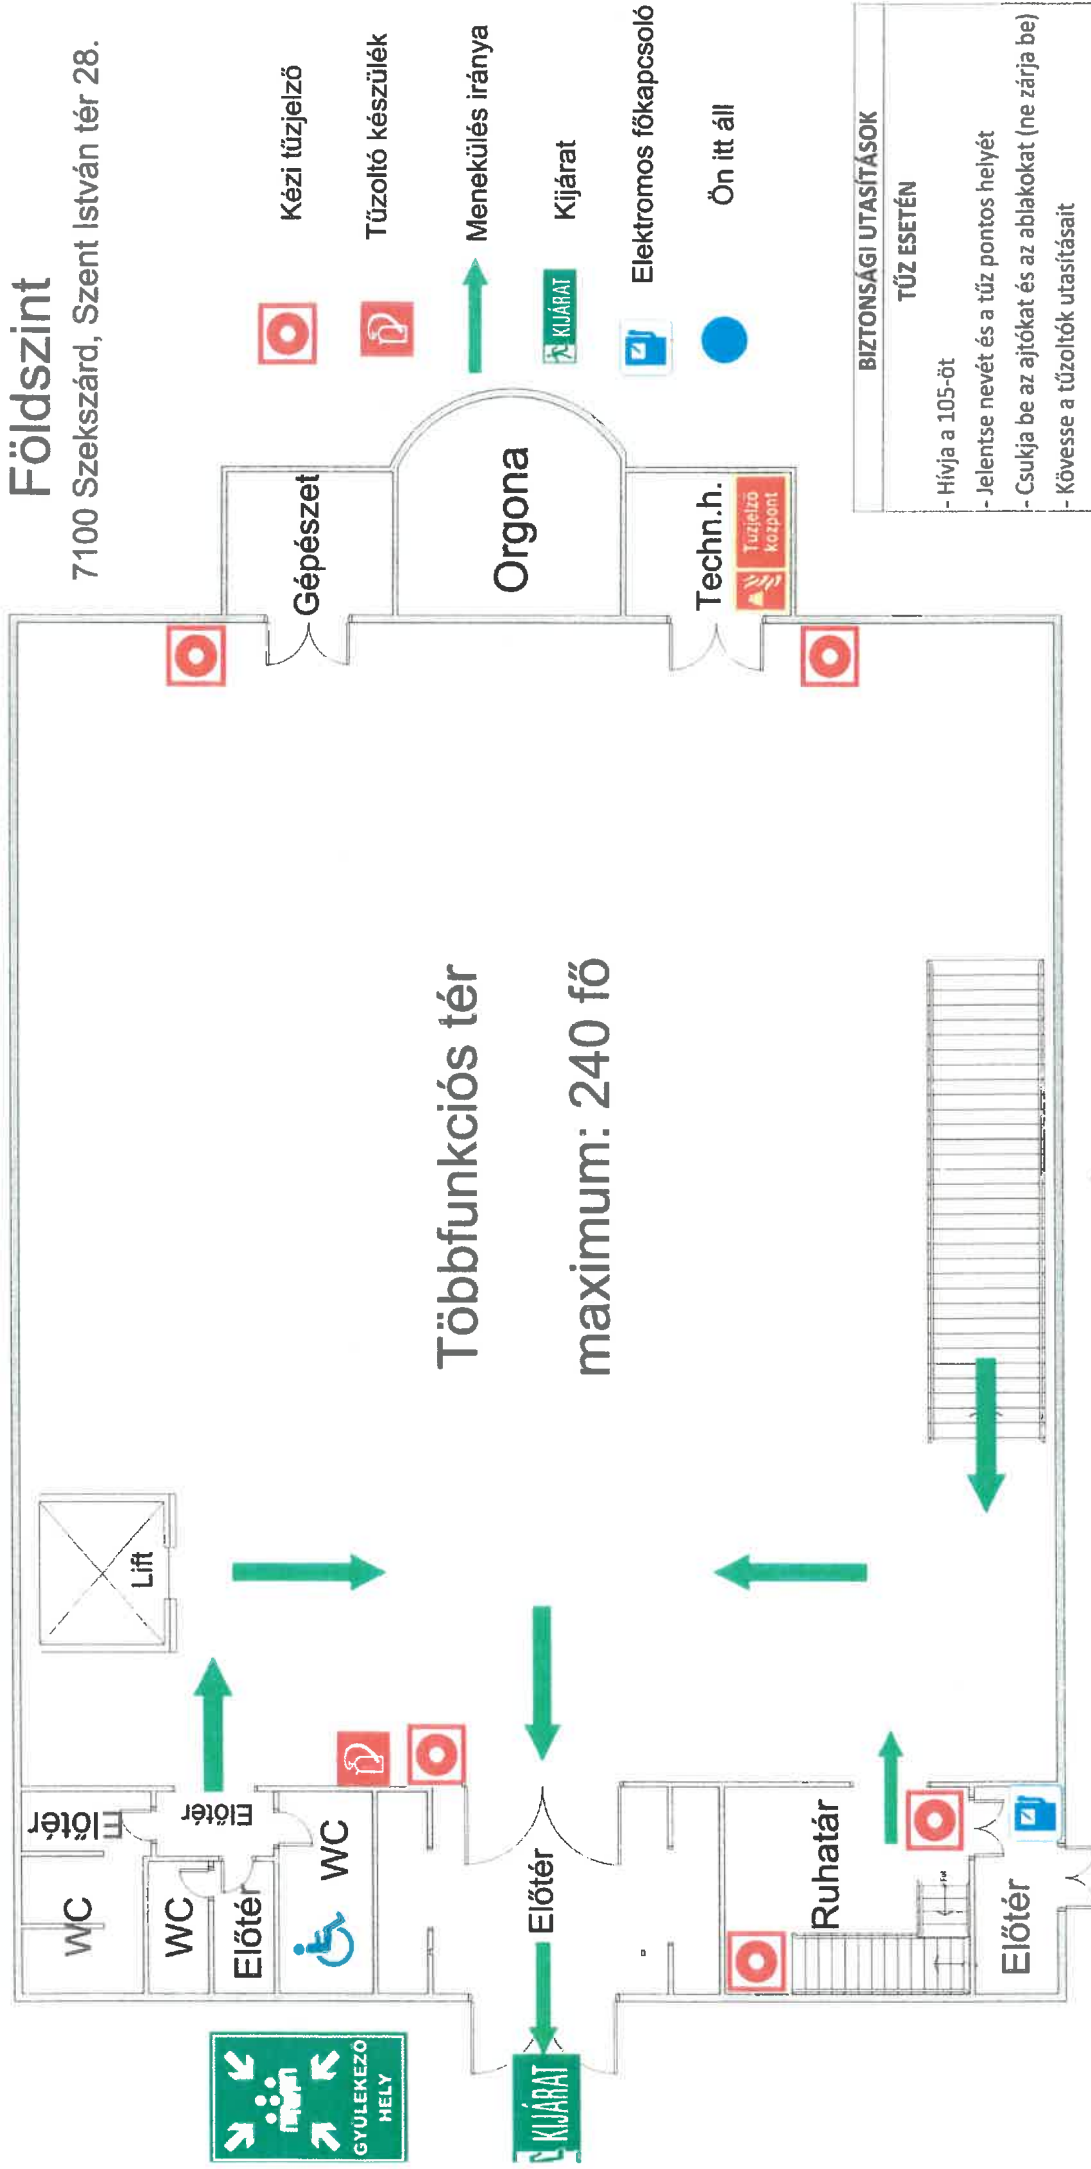 Földszint
7100 Szekszárd, Szent István tér 28.
Kézi tűzjelző
Tűzoltó készülék
Menekülés iránya
KIJÁRAT
Kijárat
Elektromos főkapcsoló
Ön itt áll
Gépészet
Orgona
Techn.h.
Tűzjelző
központ
Többfunkciós tér
maximum: 240 fő
Lift
Előtér
Előtér
WC
WC
Előtér
WC
Előtér
Ruhatár
Előtér
GYÜLEKEZŐ
HELY
KIJÁRAT
BIZTONSÁGI UTASÍTÁSOK
TŰZ ESETÉN
- Hívja a 105-öt
- Jelentse nevét és a tűz pontos helyét
- Csukja be az ajtókat és az ablakokat (ne zárja be)
- Kövesse a tűzoltók utasításait